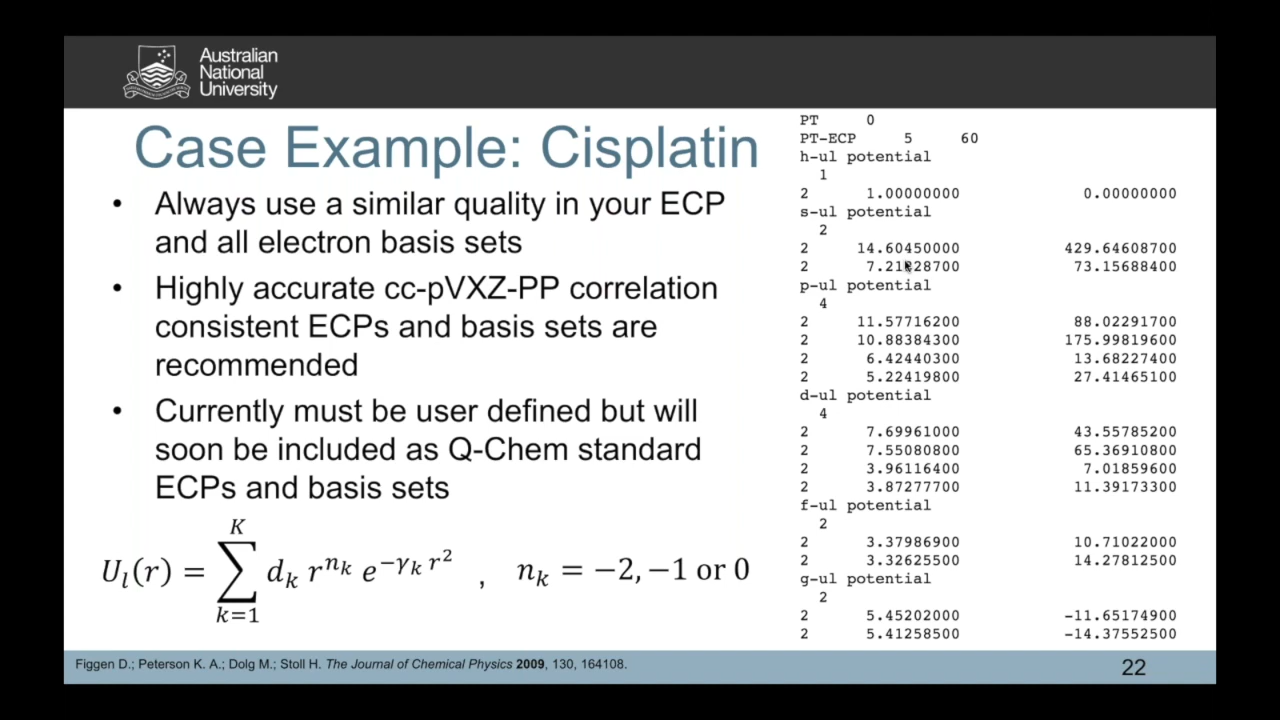 Australian
National
University
Case Example: Cisplatin
• Always use a similar quality in your ECP
and all electron basis sets
• Highly accurate cc-pVXZ-PP correlation
consistent ECPs and basis sets are
recommended
• Currently must be user defined but will
soon be included as Q-Chem standard
ECPs and basis sets
U_l(r) = \sum_{k=1}^{K} d_k r^{n_k} e^{-γ_k r^2} , n_k = −2, −1 or 0
PT 0
PT-ECP 5 60
h-ul potential
1
2 1.00000000 0.00000000
s-ul potential
2
2 14.60450000 429.64608700
2 73.15688400
p-ul potential
4
2 11.57716200 88.02291700
2 10.88384300 175.99819600
2 6.42440300 13.68227400
2 5.22419800 27.41465100
d-ul potential
4
2 7.69961000 43.55785200
2 7.55080800 65.36910800
2 3.96116400 7.01859600
2 3.87277700 11.39173300
f-ul potential
2
2 3.37986900 10.71022000
2 3.32625500 14.27812500
g-ul potential
2
2 5.45202000 -11.65174900
2 5.41258500 -14.37552500
Figgen D.; Peterson K. A.; Dolg M.; Stoll H. The Journal of Chemical Physics 2009, 130, 164108.
22